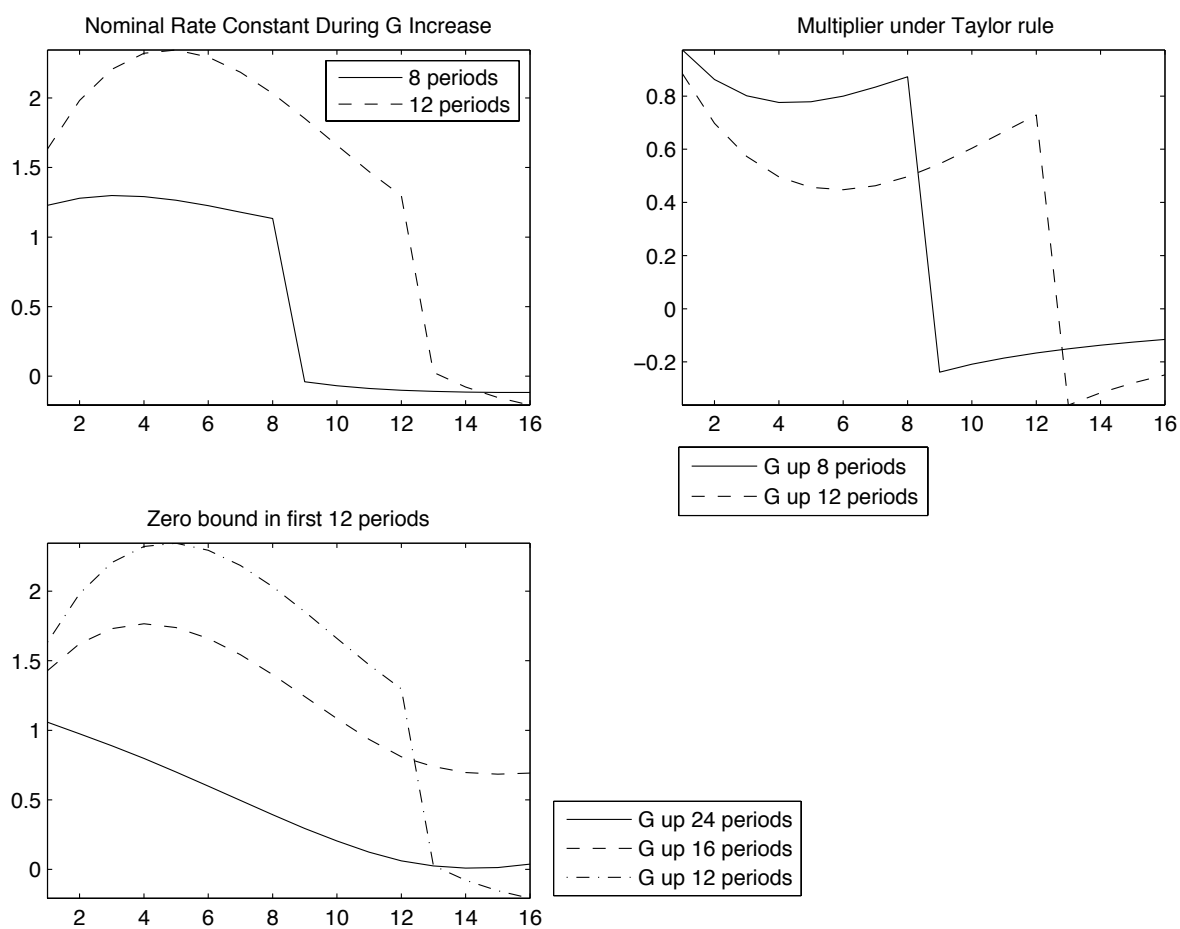 Nominal Rate Constant During G Increase
8 periods
12 periods
2
1.5
1
0.5
0
2 4 6 8 10 12 14 16
Multiplier under Taylor rule
0.8
0.6
0.4
0.2
0
−0.2
2 4 6 8 10 12 14 16
G up 8 periods
G up 12 periods
Zero bound in first 12 periods
2
1.5
1
0.5
0
2 4 6 8 10 12 14 16
G up 24 periods
G up 16 periods
G up 12 periods